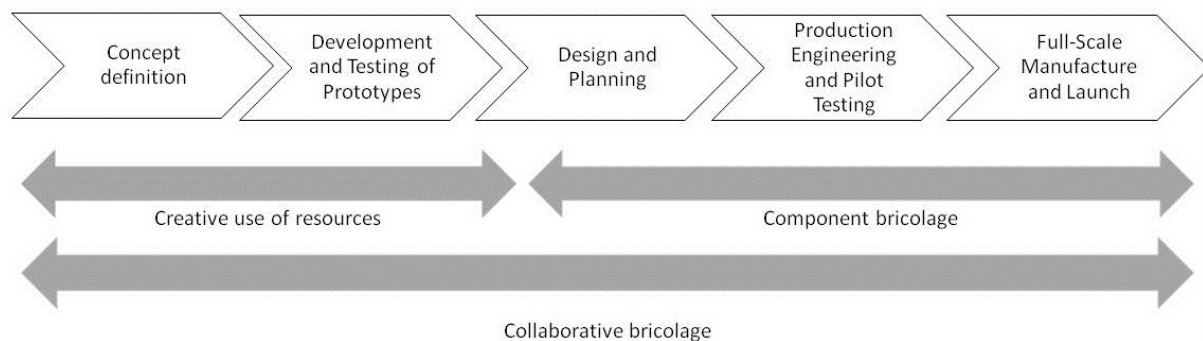 Concept
definition
Development
and Testing of
Prototypes
Design and
Planning
Production
Engineering
and Pilot
Testing
Full-Scale
Manufacture
and Launch
Creative use of resources
Component bricolage
Collaborative bricolage